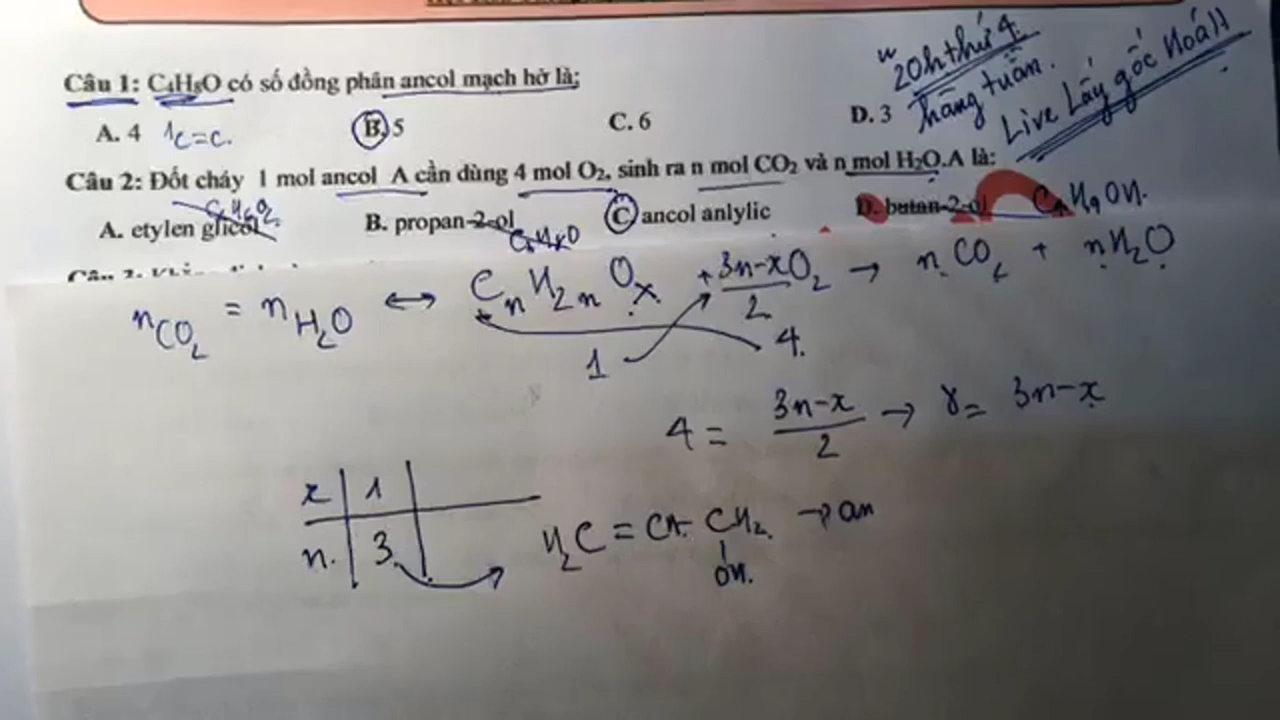 Câu 1: C4H8O có số đồng phân ancol mạch hở là;
A. 4 1C=C. B. 5 C. 6 D. 3
20h thứ 4
hàng tuần.
Live Lấy gốc Hoá 11
Câu 2: Đốt cháy 1 mol ancol A cần dùng 4 mol O2, sinh ra n mol CO2 và n mol H2O.A là:
A. etylen glicol C2H6O2 B. propan-2-ol C3H8O C ancol anlylic D. butan-2-ol C4H9OH.
nCO2 = nH2O ↔ CnH2nOx + 3n-x/2 O2 → nCO2 + nH2O
1 4.
4 = 3n-x/2 → 8 = 3n-x
x | 1
n. | 3 H2C = CH- CH2. → an
OH.